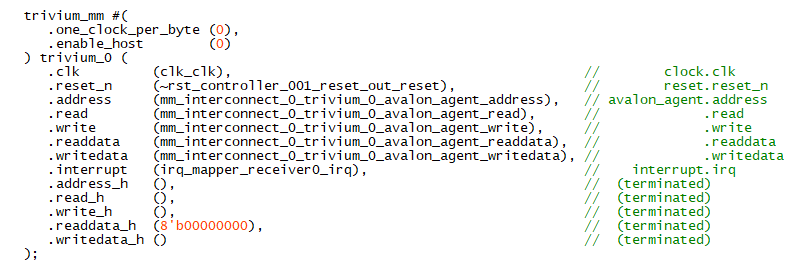 trivium_mm #(
.one_clock_per_byte (0),
.enable_host (0)
) trivium_0 (
.clk (clk_clk), // clock.clk
.reset_n (~rst_controller_001_reset_out_reset), // reset.reset_n
.address (mm_interconnect_0_trivium_0_avalon_agent_address), // avalon_agent.address
.read (mm_interconnect_0_trivium_0_avalon_agent_read), // .read
.write (mm_interconnect_0_trivium_0_avalon_agent_write), // .write
.readdata (mm_interconnect_0_trivium_0_avalon_agent_readdata), // .readdata
.writedata (mm_interconnect_0_trivium_0_avalon_agent_writedata), // .writedata
.interrupt (irq_mapper_receiver0_irq), // interrupt.irq
.address_h (), // (terminated)
.read_h (), // (terminated)
.write_h (), // (terminated)
.readdata_h (8'b00000000), // (terminated)
.writedata_h () // (terminated)
);